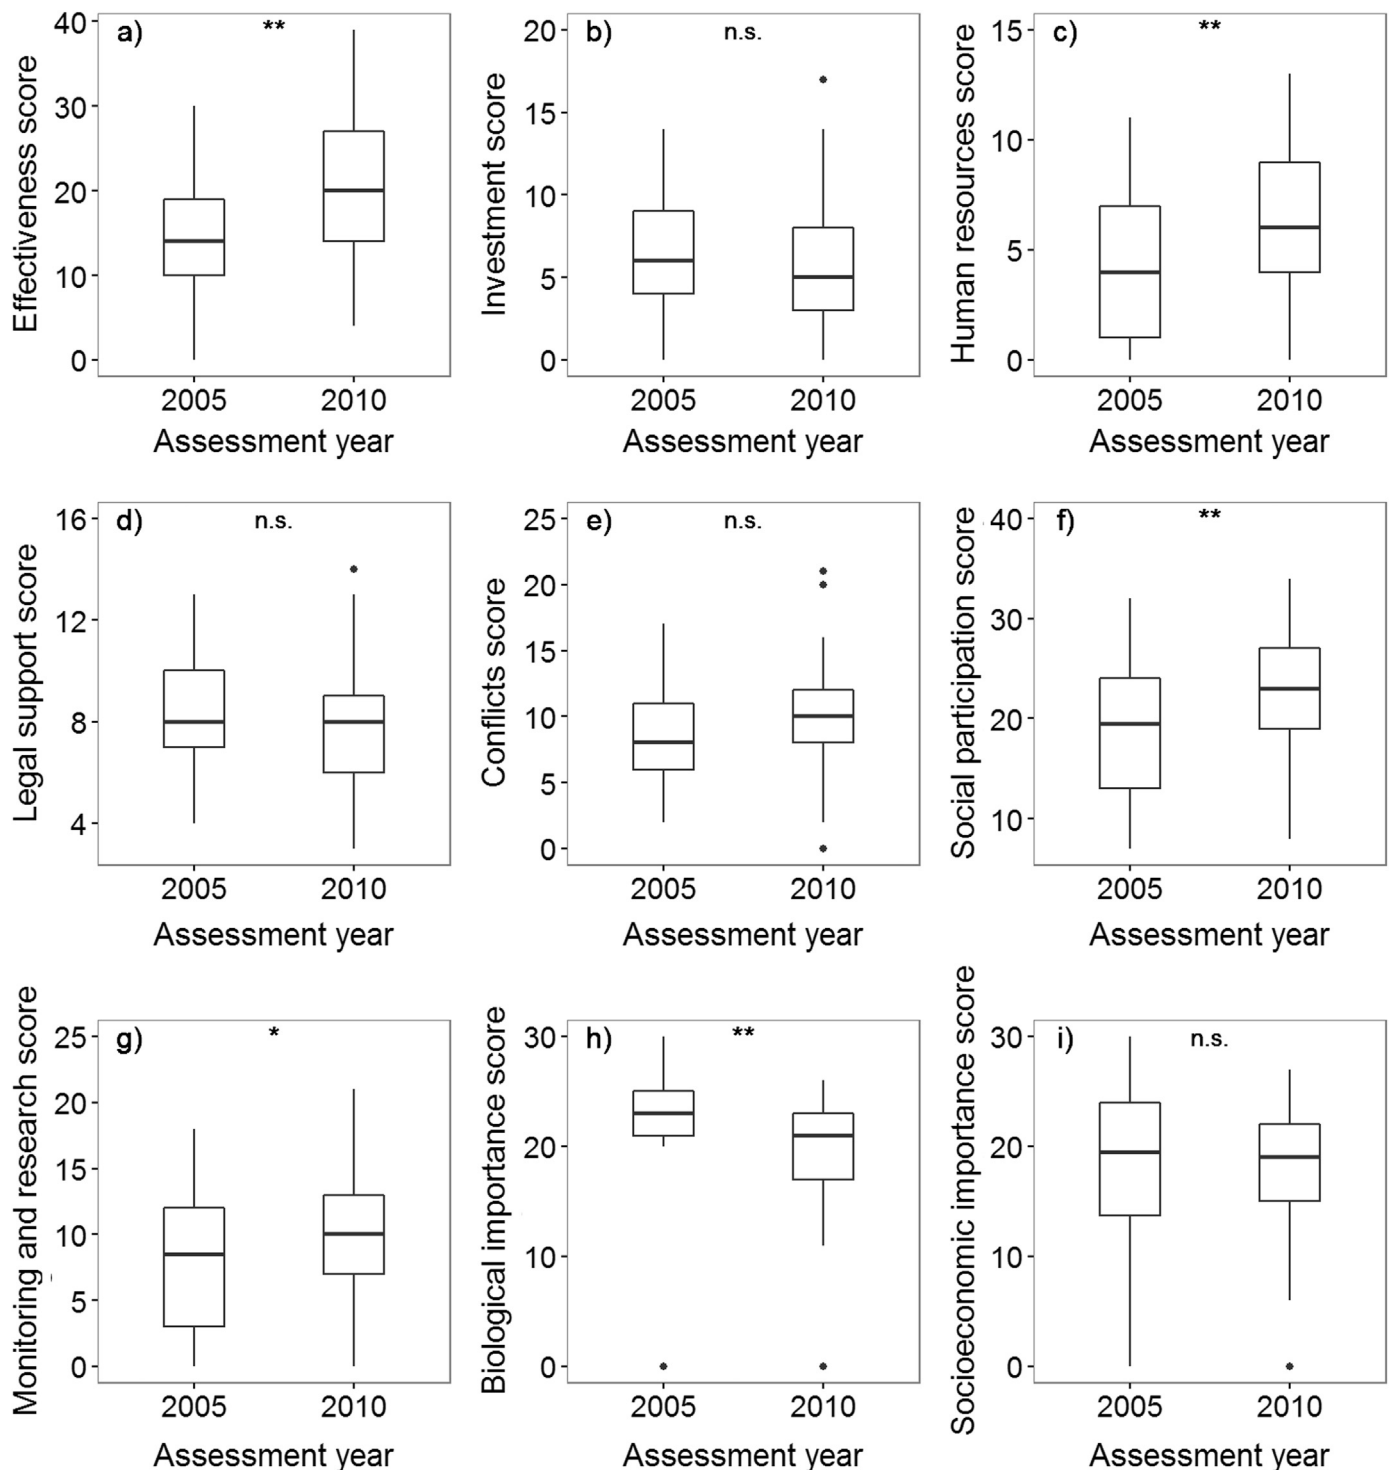 a)
**
Effectiveness score
40
30
20
10
0
2005 2010
Assessment year
b)
n.s.
Investment score
20
15
10
5
0
2005 2010
Assessment year
c)
**
Human resources score
15
10
5
0
2005 2010
Assessment year
d)
n.s.
Legal support score
16
12
8
4
2005 2010
Assessment year
e)
n.s.
Conflicts score
25
20
15
10
5
0
2005 2010
Assessment year
f)
**
Social participation score
40
30
20
10
2005 2010
Assessment year
g)
*
Monitoring and research score
25
20
15
10
5
0
2005 2010
Assessment year
h)
**
Biological importance score
30
20
10
0
2005 2010
Assessment year
i)
n.s.
Socioeconomic importance score
30
20
10
0
2005 2010
Assessment year